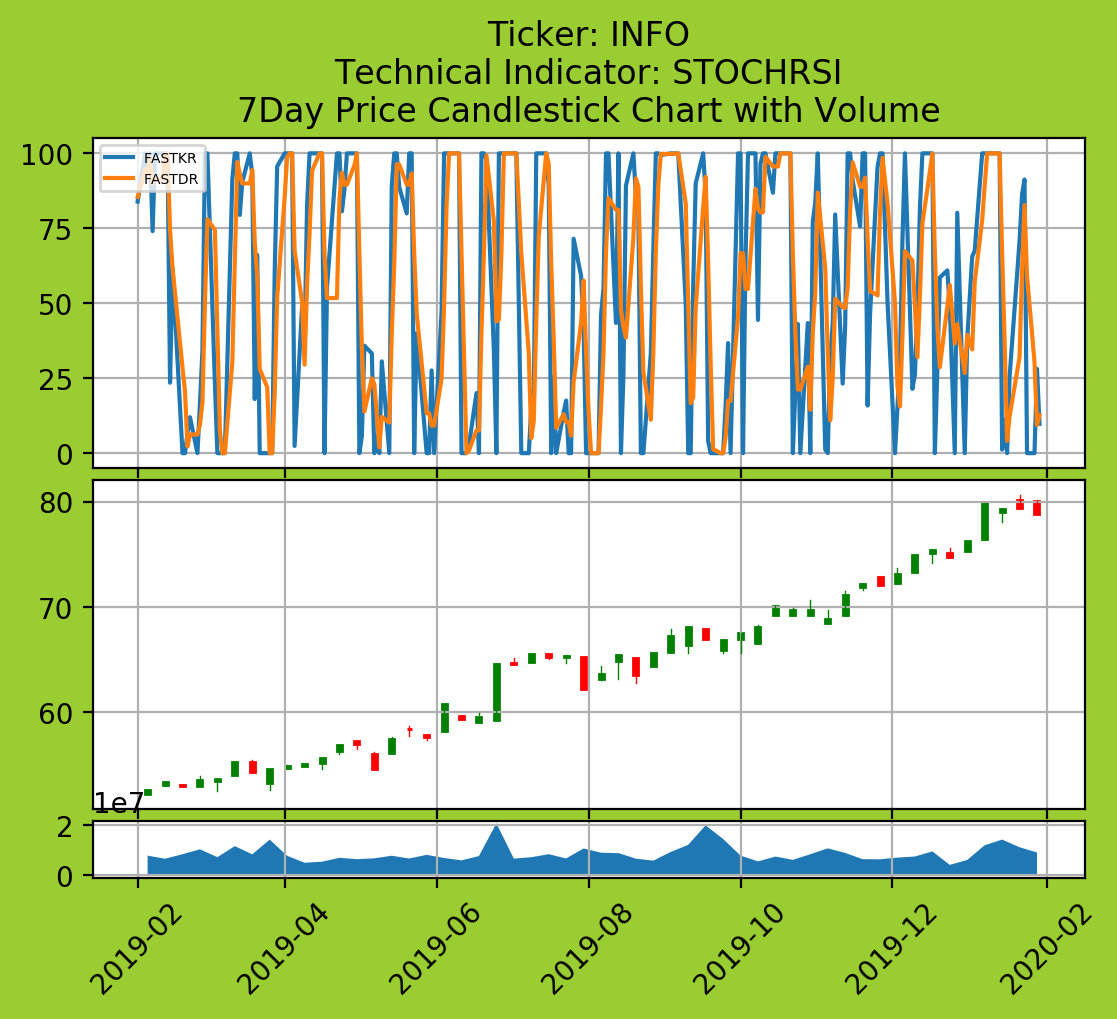 Ticker: INFO
Technical Indicator: STOCHRSI
7Day Price Candlestick Chart with Volume
FASTKR
FASTDR
100
75
50
25
0
80
70
60
1e7
2
0
2019-02
2019-04
2019-06
2019-08
2019-10
2019-12
2020-02